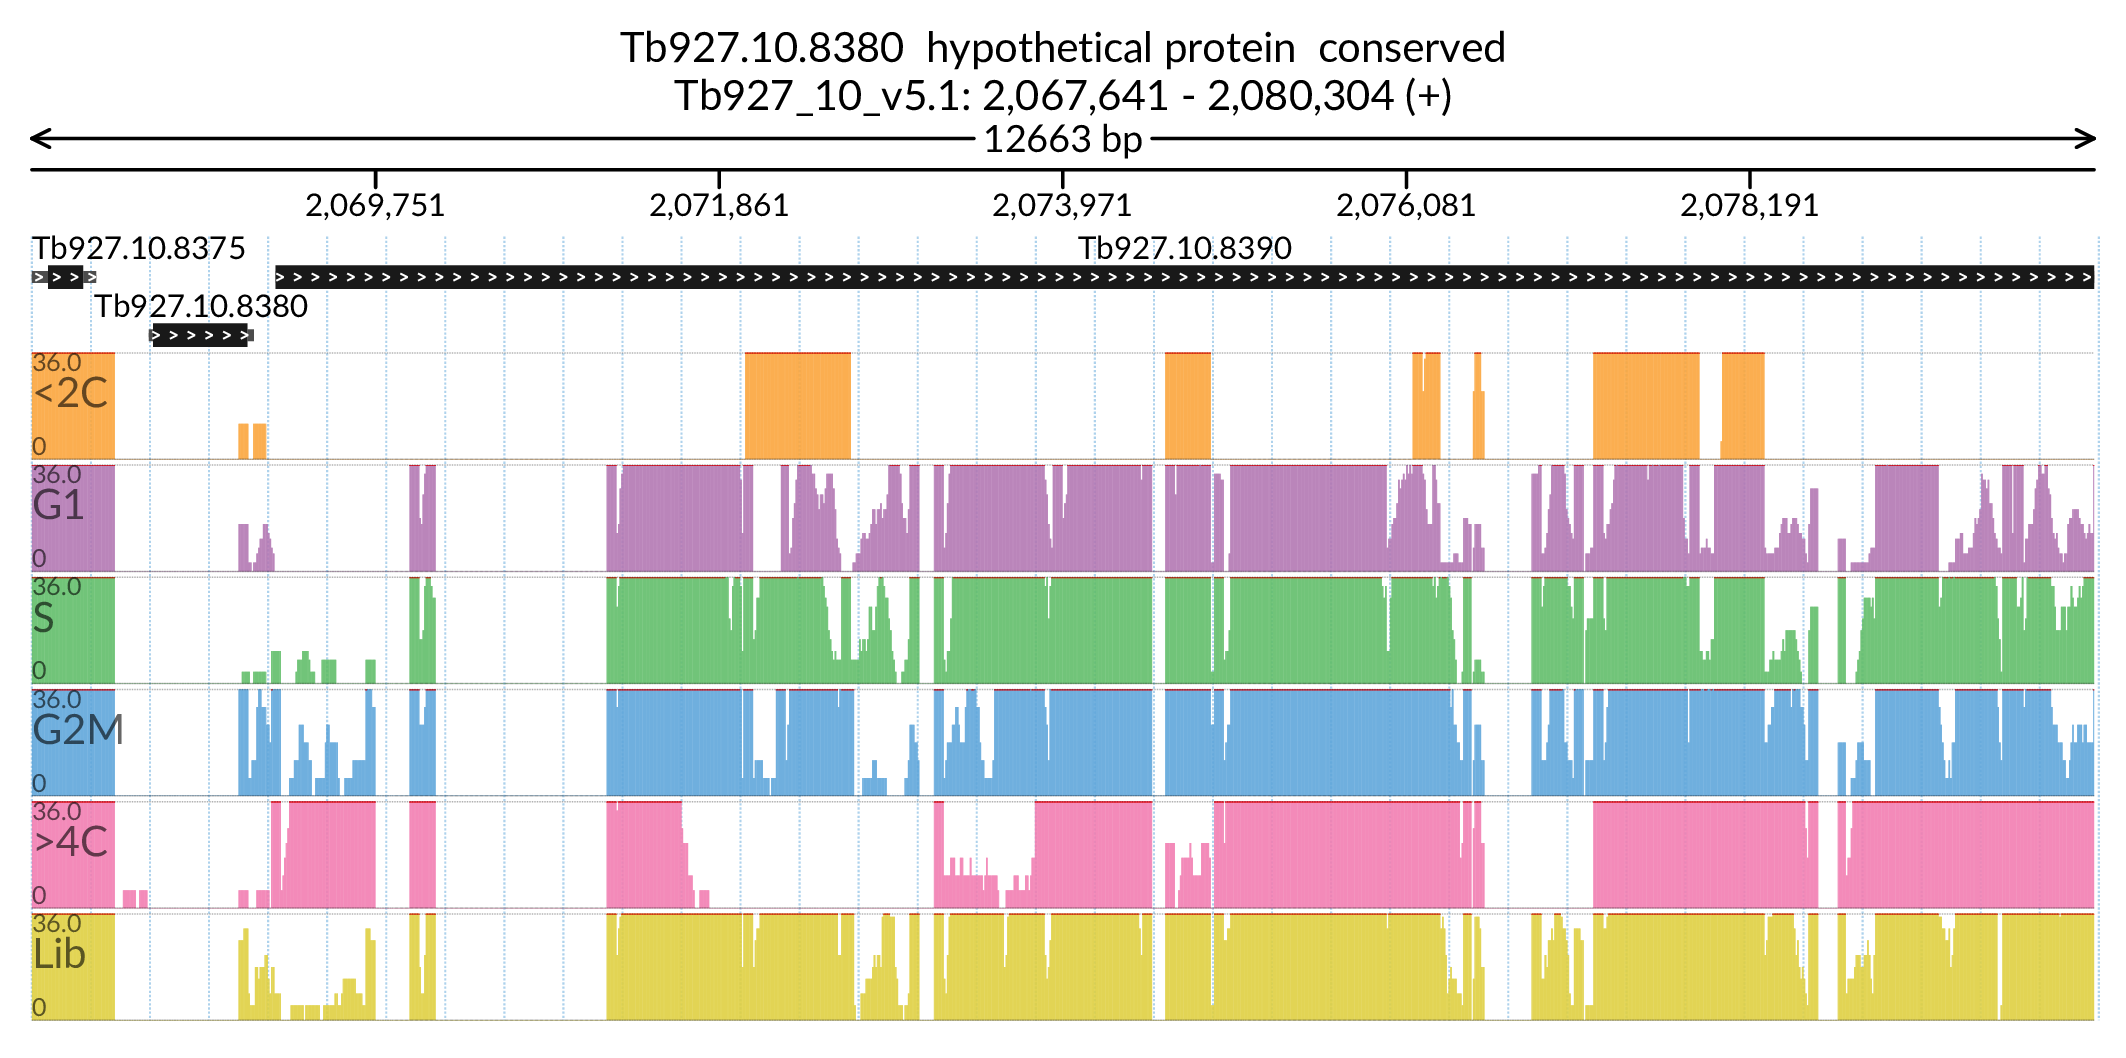 Tb927.10.8380  hypothetical protein  conserved
Tb927_10_v5.1: 2,067,641 - 2,080,304 (+)
12663 bp
2,069,751 2,071,861 2,073,971 2,076,081 2,078,191
Tb927.10.8375 Tb927.10.8390
Tb927.10.8380
36.0
<2C
0
36.0
G1
0
36.0
S
0
36.0
G2M
0
36.0
>4C
0
36.0
Lib
0